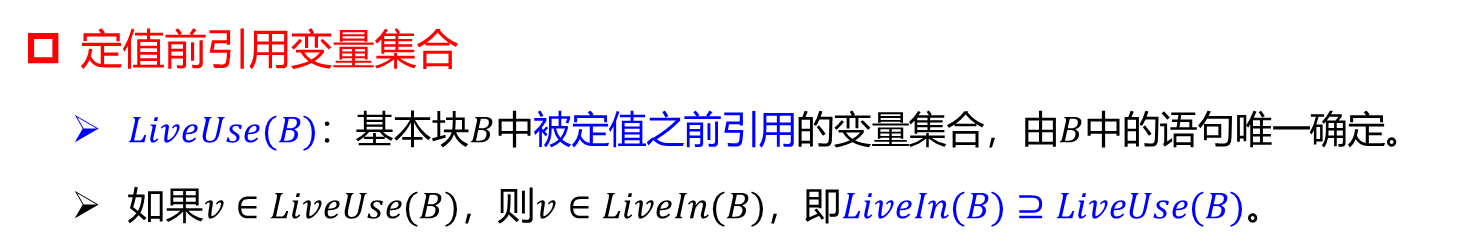 定值前引用变量集合
LiveUse(B)：基本块B中被定值之前引用的变量集合，由B中的语句唯一确定。
如果v ∈ LiveUse(B)，则v ∈ LiveIn(B)，即LiveIn(B) ⊇ LiveUse(B)。